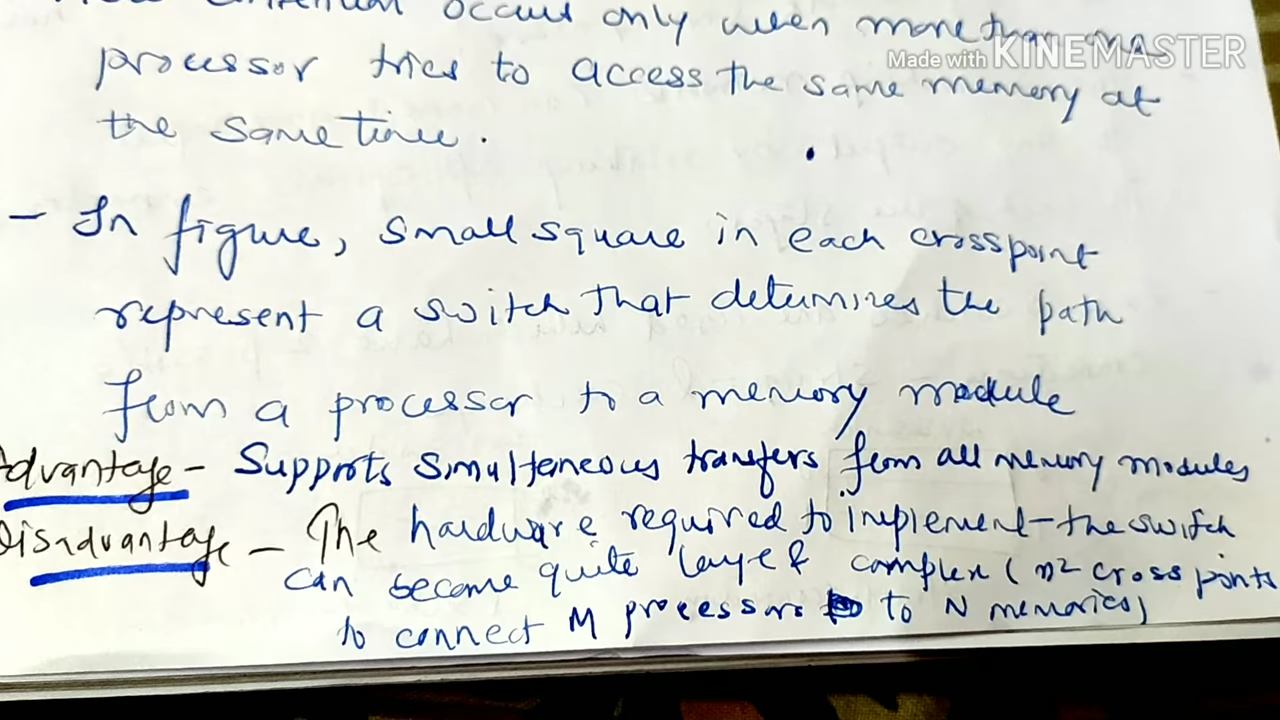 occurs only when more than one
Made with KINEMASTER
processor tries to access the same memory at
the same time.
- In figure, small square in each crosspoint
represent a switch that determines the path
from a processor to a memory module
Advantage - Supports simultaneous transfers from all memory modules
Disadvantage - The hardware required to implement the switch
can become quite large & complex (n² cross points
to connect M processors to N memories)